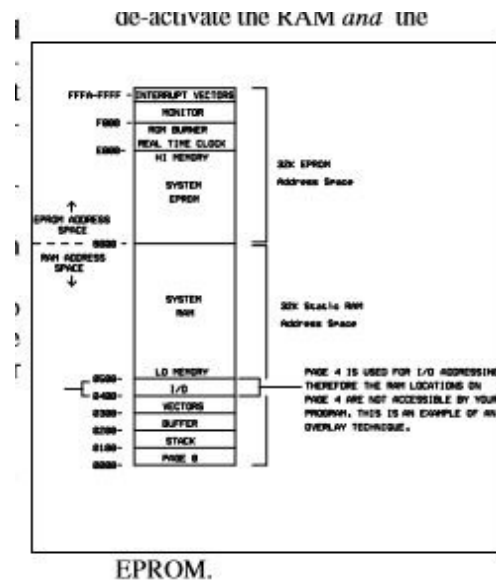 de-activate the RAM and the
FFFA-FFFF - INTERRUPT VECTORS
MONITOR
F000 -
ROM BURNER
REAL TIME CLOCK
E000-
HI MEMORY
32K EPROM
Address Space
SYSTEM
EPROM
EPROM ADDRESS
SPACE
8000-
RAM ADDRESS
SPACE
SYSTEM
RAM
32K Static RAM
Address Space
LO MEMORY
0500-
I/O
0400-
VECTORS
0300-
BUFFER
0200-
STACK
0100-
PAGE 0
0000-
PAGE 4 IS USED FOR I/O ADDRESSING
THEREFORE THE RAM LOCATIONS ON
PAGE 4 ARE NOT ACCESSIBLE BY YOUR
PROGRAM. THIS IS AN EXAMPLE OF AN
OVERLAY TECHNIQUE.
EPROM.